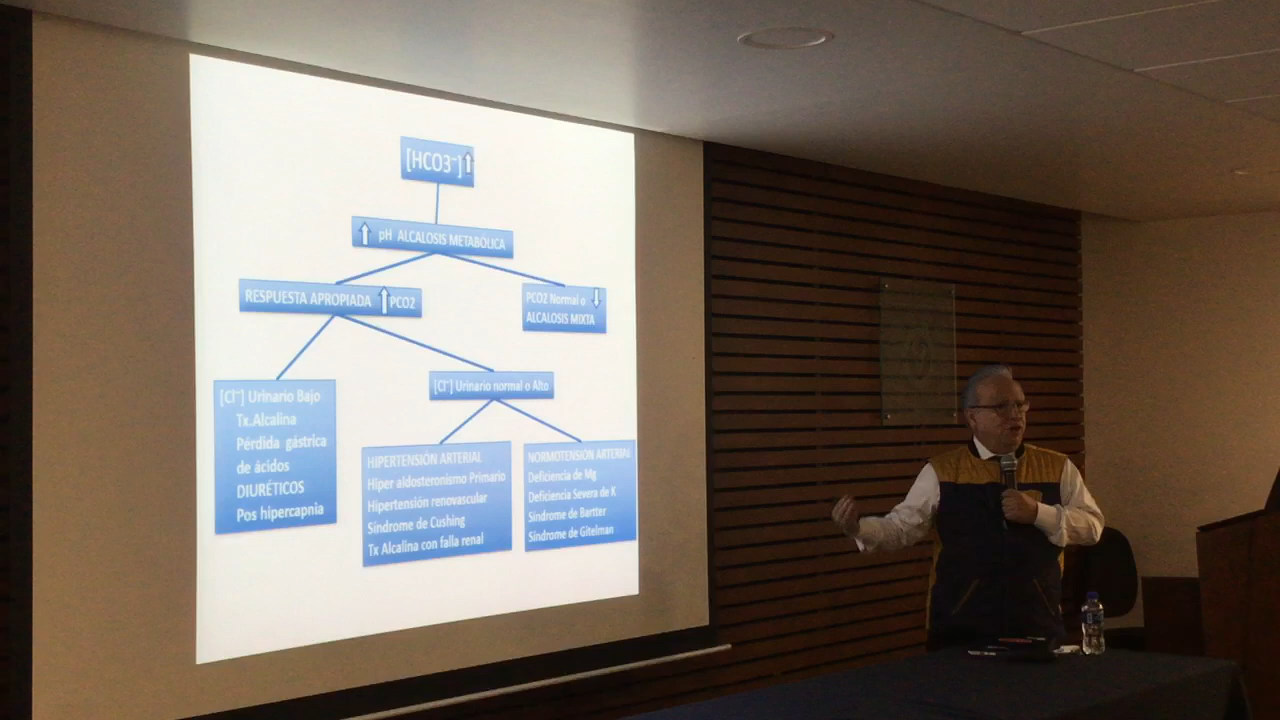 [HCO3⁻]⇧
⇧ pH ALCALOSIS METABÒLICA
RESPUESTA APROPIADA ⇧PCO2
PCO2 Normal o ⇩
ALCALOSIS MIXTA
[Cl⁻] Urinario Bajo
Tx.Alcalina
Pérdida gástrica
de ácidos
DIURÉTICOS
Pos hipercapnia
[Cl⁻] Urinario normal o Alto
HIPERTENSIÓN ARTERIAL
Hiper aldosteronismo Primario
Hipertensión renovascular
Síndrome de Cushing
Tx Alcalina con falla renal
NORMOTENSIÓN ARTERIAL
Deficiencia de Mg
Deficiencia Severa de K
Síndrome de Bartter
Síndrome de Gitelman